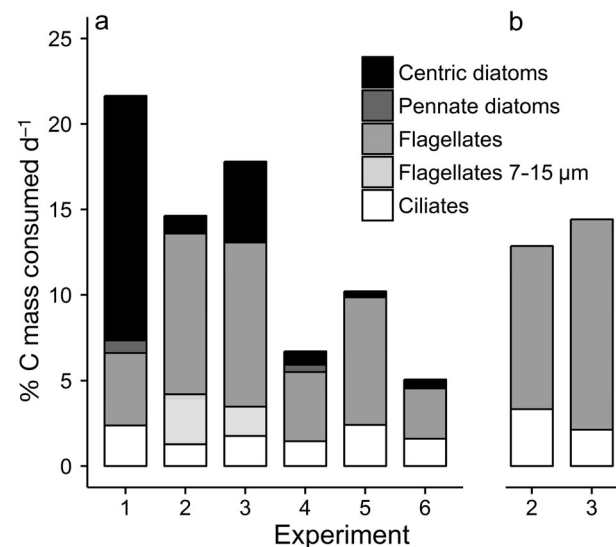 a
b
% C mass consumed d⁻¹
25
20
15
10
5
0
Centric diatoms
Pennate diatoms
Flagellates
Flagellates 7–15 µm
Ciliates
1 2 3 4 5 6
2 3
Experiment